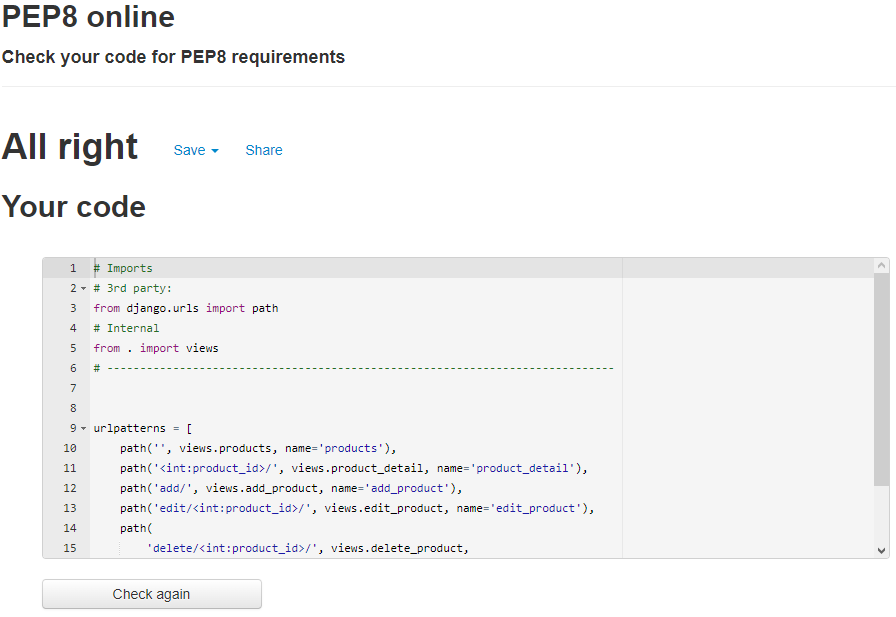 PEP8 online
Check your code for PEP8 requirements
All right Save Share
Your code
1 # Imports
2 # 3rd party:
3 from django.urls import path
4 # Internal
5 from . import views
6 # -----------------------------------------------------------------------------
7
8
9 urlpatterns = [
10 path('', views.products, name='products'),
11 path('<int:product_id>/', views.product_detail, name='product_detail'),
12 path('add/', views.add_product, name='add_product'),
13 path('edit/<int:product_id>/', views.edit_product, name='edit_product'),
14 path(
15 'delete/<int:product_id>/', views.delete_product,
Check again